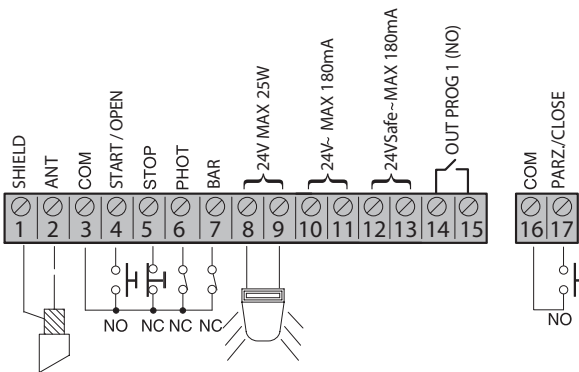 SHIELD
ANT
COM
START/OPEN
STOP
PHOT
BAR
24V MAX 25W
24V~ MAX 180mA
24VSafe~MAX 180mA
OUT PROG 1 (NO)
COM
PARZ./CLOSE
1 2 3 4 5 6 7 8 9 10 11 12 13 14 15 16 17
NO NC NC NC
NO